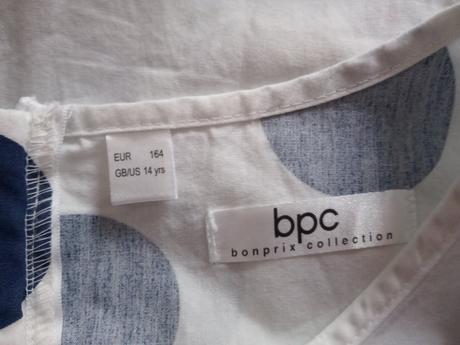 EUR 164
GB/US 14 yrs
bpc
bonprix collection